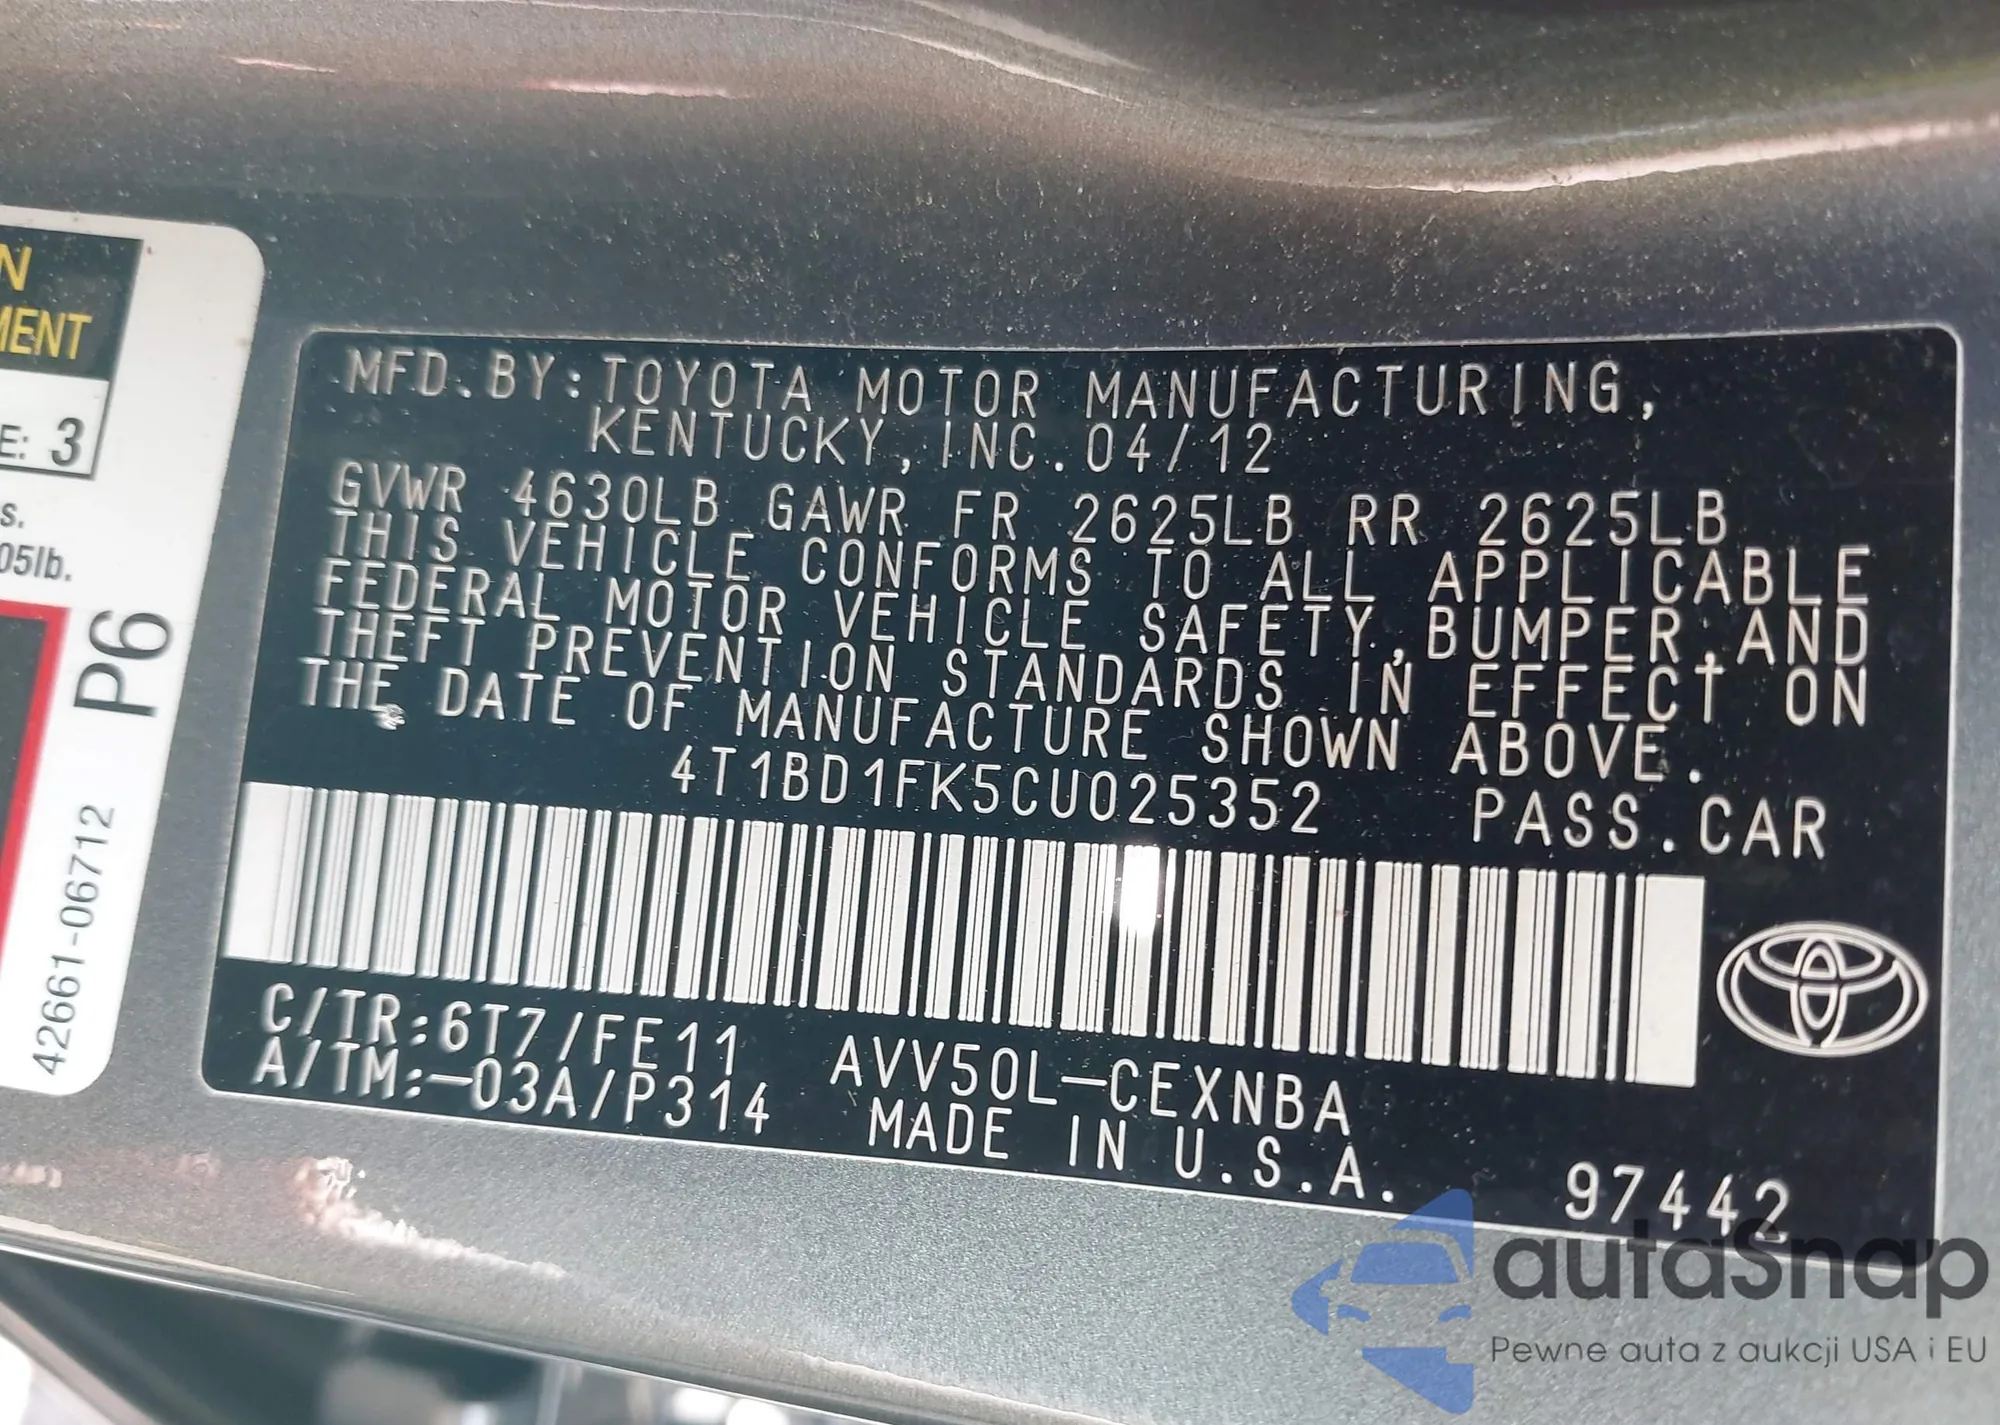 N
MENT
E: 3
s.
05lb.
P6
42661-06712
MFD.BY:TOYOTA MOTOR MANUFACTURING,
KENTUCKY,INC.04/12
GVWR 4630LB GAWR FR 2625LB RR 2625LB
THIS VEHICLE CONFORMS TO ALL APPLICABLE
FEDERAL MOTOR VEHICLE SAFETY,BUMPER,AND
THEFT PREVENTION STANDARDS IN EFFECT ON
THE DATE OF MANUFACTURE SHOWN ABOVE.
4T1BD1FK5CU025352 PASS.CAR
C/TR:6T7/FE11 AVV50L-CEXNBA
A/TM:-03A/P314 MADE IN U.S.A.
97442
autaSnap
Pewne auta z aukcji USA i EU